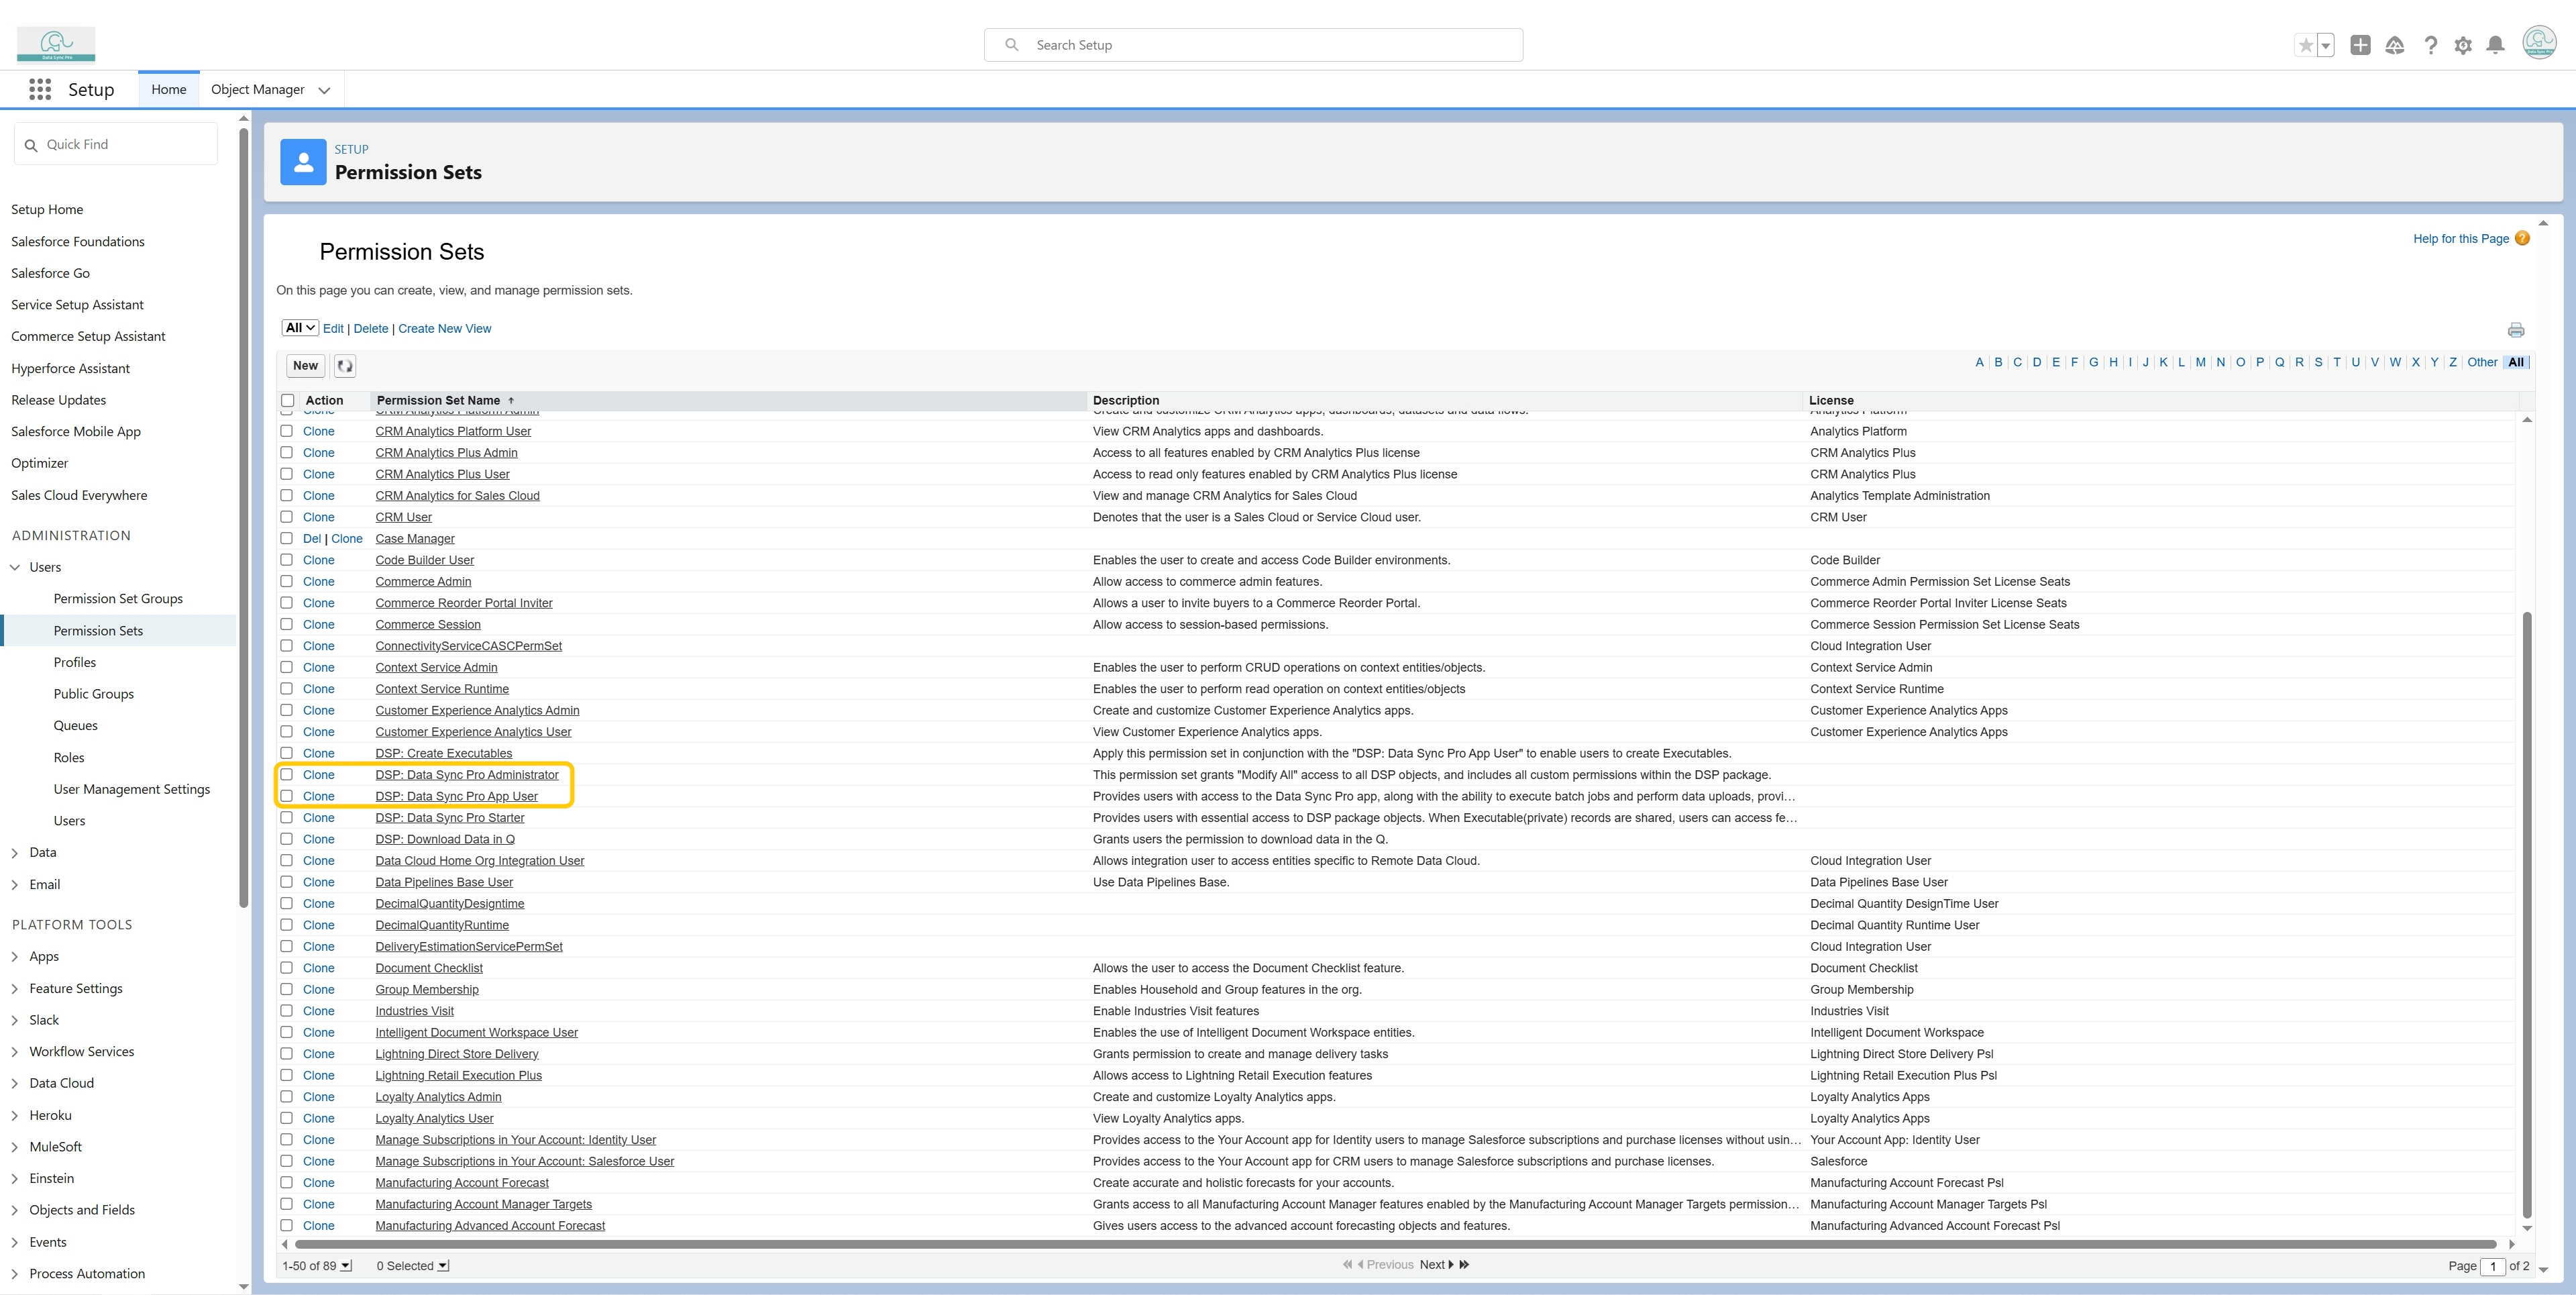 Data Sync Pro
Search Setup
Setup
Home
Object Manager
Quick Find
SETUP
Permission Sets
Setup Home
Salesforce Foundations
Salesforce Go
Service Setup Assistant
Commerce Setup Assistant
Hyperforce Assistant
Release Updates
Salesforce Mobile App
Optimizer
Sales Cloud Everywhere
ADMINISTRATION
Users
Permission Set Groups
Permission Sets
Profiles
Public Groups
Queues
Roles
User Management Settings
Users
Data
Email
PLATFORM TOOLS
Apps
Feature Settings
Slack
Workflow Services
Data Cloud
Heroku
MuleSoft
Einstein
Objects and Fields
Events
Process Automation
Permission Sets
Help for this Page ?
On this page you can create, view, and manage permission sets.
All Edit | Delete | Create New View
New
A | B | C | D | E | F | G | H | I | J | K | L | M | N | O | P | Q | R | S | T | U | V | W | X | Y | Z | Other | All
Action Permission Set Name Description License
Clone CRM Analytics Platform Admin Create and customize CRM Analytics apps, dashboards, datasets and data flows. Analytics Platform
Clone CRM Analytics Platform User View CRM Analytics apps and dashboards. Analytics Platform
Clone CRM Analytics Plus Admin Access to all features enabled by CRM Analytics Plus license CRM Analytics Plus
Clone CRM Analytics Plus User Access to read only features enabled by CRM Analytics Plus license CRM Analytics Plus
Clone CRM Analytics for Sales Cloud View and manage CRM Analytics for Sales Cloud Analytics Template Administration
Clone CRM User Denotes that the user is a Sales Cloud or Service Cloud user. CRM User
Del | Clone Case Manager
Clone Code Builder User Enables the user to create and access Code Builder environments. Code Builder
Clone Commerce Admin Allow access to commerce admin features. Commerce Admin Permission Set License Seats
Clone Commerce Reorder Portal Inviter Allows a user to invite buyers to a Commerce Reorder Portal. Commerce Reorder Portal Inviter License Seats
Clone Commerce Session Allow access to session-based permissions. Commerce Session Permission Set License Seats
Clone ConnectivityServiceCASCPermSet Cloud Integration User
Clone Context Service Admin Enables the user to perform CRUD operations on context entities/objects. Context Service Admin
Clone Context Service Runtime Enables the user to perform read operation on context entities/objects Context Service Runtime
Clone Customer Experience Analytics Admin Create and customize Customer Experience Analytics apps. Customer Experience Analytics Apps
Clone Customer Experience Analytics User View Customer Experience Analytics apps. Customer Experience Analytics Apps
Clone DSP: Create Executables Apply this permission set in conjunction with the "DSP: Data Sync Pro App User" to enable users to create Executables.
Clone DSP: Data Sync Pro Administrator This permission set grants "Modify All" access to all DSP objects, and includes all custom permissions within the DSP package.
Clone DSP: Data Sync Pro App User Provides users with access to the Data Sync Pro app, along with the ability to execute batch jobs and perform data uploads, provi...
Clone DSP: Data Sync Pro Starter Provides users with essential access to DSP package objects. When Executable(private) records are shared, users can access fe...
Clone DSP: Download Data in Q Grants users the permission to download data in the Q.
Clone Data Cloud Home Org Integration User Allows integration user to access entities specific to Remote Data Cloud. Cloud Integration User
Clone Data Pipelines Base User Use Data Pipelines Base. Data Pipelines Base User
Clone DecimalQuantityDesigntime Decimal Quantity DesignTime User
Clone DecimalQuantityRuntime Decimal Quantity Runtime User
Clone DeliveryEstimationServicePermSet Cloud Integration User
Clone Document Checklist Allows the user to access the Document Checklist feature. Document Checklist
Clone Group Membership Enables Household and Group features in the org. Group Membership
Clone Industries Visit Enable Industries Visit features Industries Visit
Clone Intelligent Document Workspace User Enables the use of Intelligent Document Workspace entities. Intelligent Document Workspace
Clone Lightning Direct Store Delivery Grants permission to create and manage delivery tasks Lightning Direct Store Delivery Psl
Clone Lightning Retail Execution Plus Allows access to Lightning Retail Execution features Lightning Retail Execution Plus Psl
Clone Loyalty Analytics Admin Create and customize Loyalty Analytics apps. Loyalty Analytics Apps
Clone Loyalty Analytics User View Loyalty Analytics apps. Loyalty Analytics Apps
Clone Manage Subscriptions in Your Account: Identity User Provides access to the Your Account app for Identity users to manage Salesforce subscriptions and purchase licenses without usin... Your Account App: Identity User
Clone Manage Subscriptions in Your Account: Salesforce User Provides access to the Your Account app for CRM users to manage Salesforce subscriptions and purchase licenses. Salesforce
Clone Manufacturing Account Forecast Create accurate and holistic forecasts for your accounts. Manufacturing Account Forecast Psl
Clone Manufacturing Account Manager Targets Grants access to all Manufacturing Account Manager features enabled by the Manufacturing Account Manager Targets permission... Manufacturing Account Manager Targets Psl
Clone Manufacturing Advanced Account Forecast Gives users access to the advanced account forecasting objects and features. Manufacturing Advanced Account Forecast Psl
1-50 of 89 0 Selected Previous Next Page 1 of 2